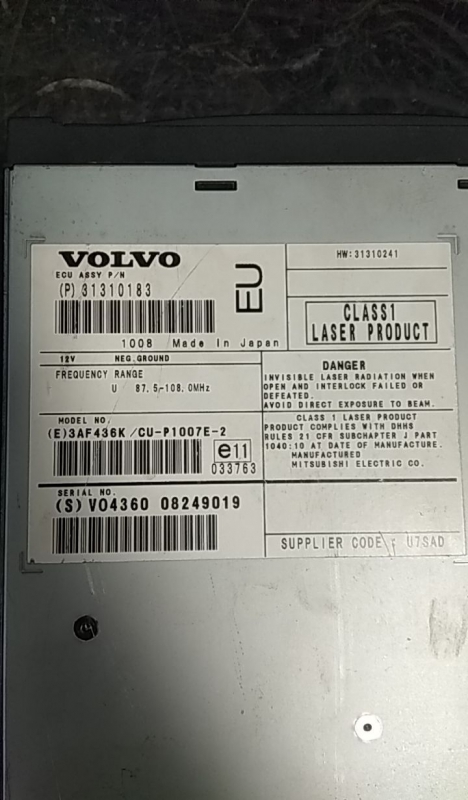 VOLVO
ECU ASSY P/N
(P) 31310183
EU
1008 Made In Japan
HW:31310241
CLASS1
LASER PRODUCT
12V NEG.GROUND
FREQUENCY RANGE
U 87.5-108.0MHz
MODEL NO.
(E)3AF436K/CU-P1007E-2
e11
033763
DANGER
INVISIBLE LASER RADIATION WHEN
OPEN AND INTERLOCK FAILED OR
DEFEATED.
AVOID DIRECT EXPOSURE TO BEAM.
CLASS 1 LASER PRODUCT
PRODUCT COMPLIES WITH DHHS
RULES 21 CFR SUBCHAPTER J PART
1040:10 AT DATE OF MANUFACTURE.
MANUFACTURED
MITSUBISHI ELECTRIC CO.
SERIAL NO.
(S) VO4360 08249019
SUPPLIER CODE : U7SAD